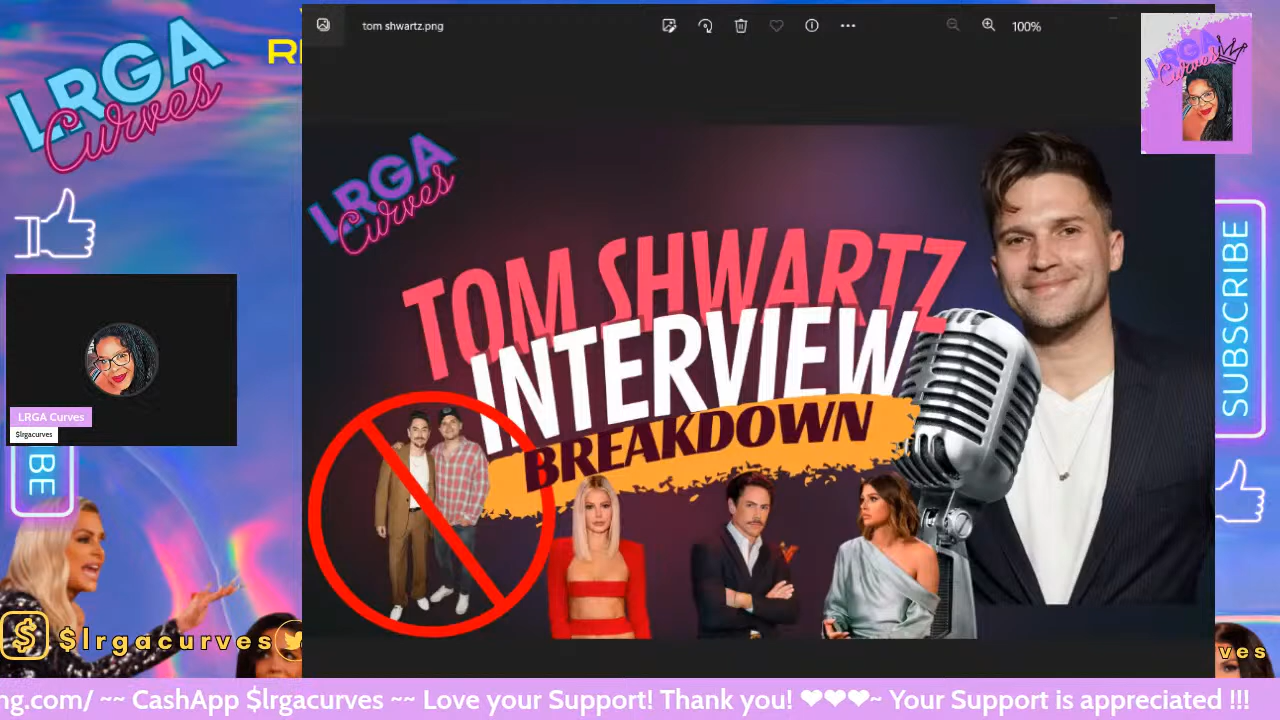 LRGA
Curves
tom shwartz.png
100%
LRGA
Curves
LRGA
Curves
TOM SHWARTZ
INTERVIEW
BREAKDOWN
SUBSCRIBE
LRGA Curves
$lrgacurves
BE
$lrgacurves
ves
ng.com/ ~~ CashApp $lrgacurves ~~ Love your Support! Thank you! ❤❤❤~ Your Support is appreciated !!!